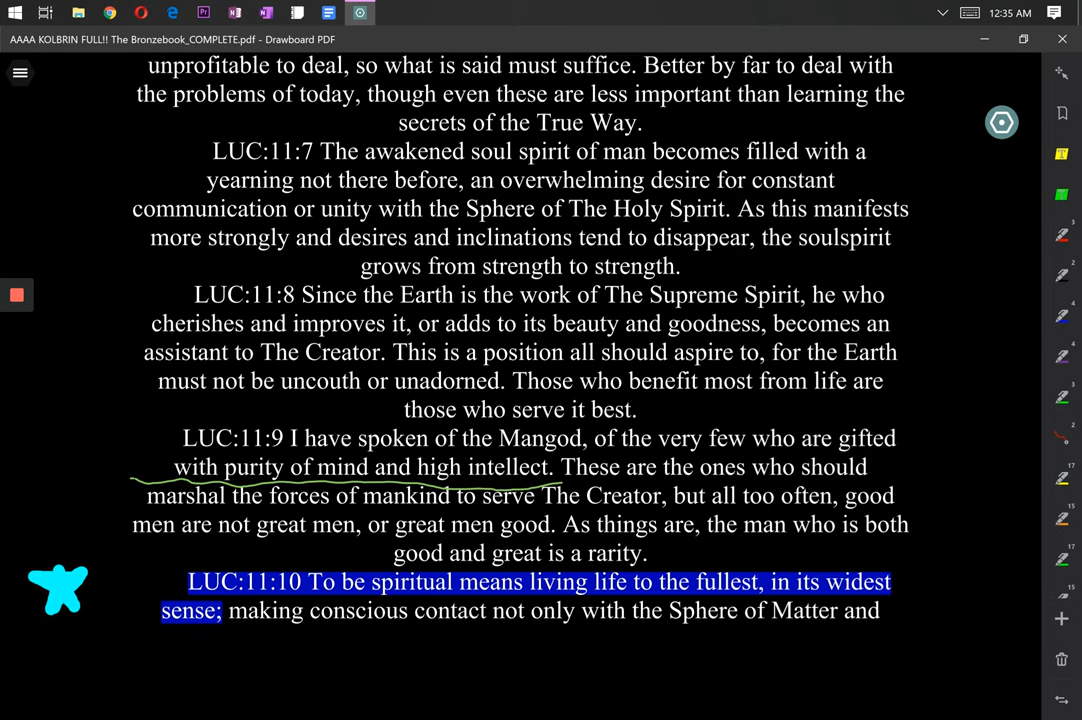 12:35 AM
AAAA KOLBRIN FULL!! The Bronzebook_COMPLETE.pdf - Drawboard PDF
unprofitable to deal, so what is said must suffice. Better by far to deal with
the problems of today, though even these are less important than learning the
secrets of the True Way.
LUC:11:7 The awakened soul spirit of man becomes filled with a
yearning not there before, an overwhelming desire for constant
communication or unity with the Sphere of The Holy Spirit. As this manifests
more strongly and desires and inclinations tend to disappear, the soulspirit
grows from strength to strength.
LUC:11:8 Since the Earth is the work of The Supreme Spirit, he who
cherishes and improves it, or adds to its beauty and goodness, becomes an
assistant to The Creator. This is a position all should aspire to, for the Earth
must not be uncouth or unadorned. Those who benefit most from life are
those who serve it best.
LUC:11:9 I have spoken of the Mangod, of the very few who are gifted
with purity of mind and high intellect. These are the ones who should
marshal the forces of mankind to serve The Creator, but all too often, good
men are not great men, or great men good. As things are, the man who is both
good and great is a rarity.
LUC:11:10 To be spiritual means living life to the fullest, in its widest
sense; making conscious contact not only with the Sphere of Matter and
3
2
4
4
3
2
17
15
17
15